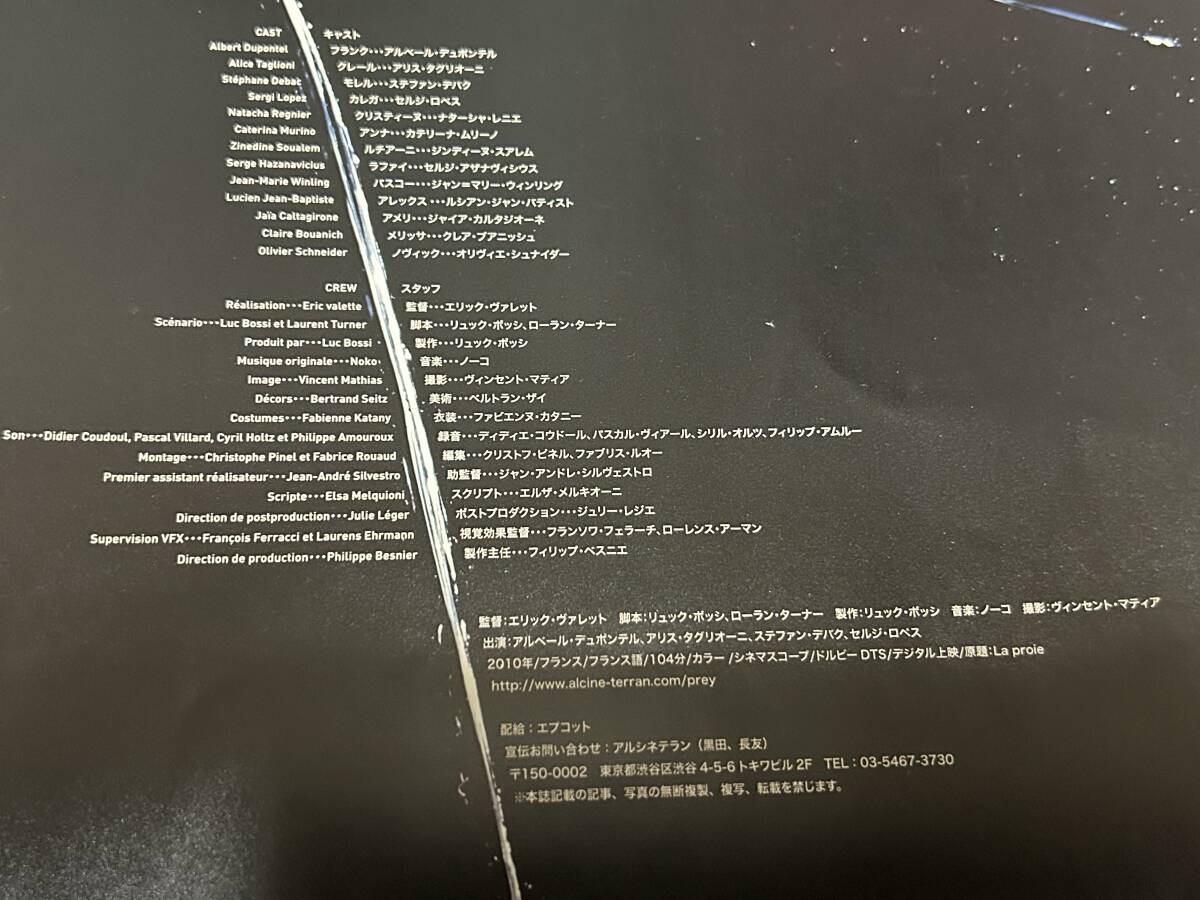 CAST キャスト
Albert Dupontel フランク・・・アルベール・デュポンテル
Alice Taglioni グレール・・・アリス・タグリオーニ
Stéphane Debac モレル・・・ステファン・デバク
Sergi Lopez カレガ・・・セルジ・ロペス
Natacha Regnier クリスティーヌ・・・ナターシャ・レニエ
Caterina Murino アンナ・・・カテリーナ・ムリーノ
Zinedine Soualem ルチアーニ・・・ジンディーヌ・スアレム
Serge Hazanavicius ラファイ・・・セルジ・アザナヴィシウス
Jean-Marie Winling パスコー・・・ジャン=マリー・ウィンリング
Lucien Jean-Baptiste アレックス・・・ルシアン・ジャン・バティスト
Jaïa Caltagirone アメリ・・・ジャイア・カルタジオーネ
Claire Bouanich メリッサ・・・クレア・ブアニッシュ
Olivier Schneider ノヴィック・・・オリヴィエ・シュナイダー
CREW スタッフ
Réalisation・・・Eric valette 監督・・・エリック・ヴァレット
Scénario・・・Luc Bossi et Laurent Turner 脚本・・・リュック・ボッシ、ローラン・ターナー
Produit par・・・Luc Bossi 製作・・・リュック・ボッシ
Musique originale・・・Noko 音楽・・・ノーコ
Image・・・Vincent Mathias 撮影・・・ヴィンセント・マティア
Décors・・・Bertrand Seitz 美術・・・ベルトラン・ザイ
Costumes・・・Fabienne Katany 衣装・・・ファビエンヌ・カタニー
Son・・・Didier Coudoul, Pascal Villard, Cyril Holtz et Philippe Amouroux 録音・・・ディディエ・コウドール、パスカル・ヴィアール、シリル・オルツ、フィリップ・アムルー
Montage・・・Christophe Pinel et Fabrice Rouaud 編集・・・クリストフ・ピネル、ファブリス・ルオー
Premier assistant réalisateur・・・Jean-André Silvestro 助監督・・・ジャン・アンドレ・シルヴェストロ
Scripte・・・Elsa Melquioni スクリプト・・・エルザ・メルキオーニ
Direction de postproduction・・・Julie Léger ポストプロダクション・・・ジュリー・レジエ
Supervision VFX・・・François Ferracci et Laurens Ehrmann 視覚効果監督・・・フランソワ・フェラーチ、ローレンス・アーマン
Direction de production・・・Philippe Besnier 製作主任・・・フィリップ・ベスニエ
監督：エリック・ヴァレット 脚本：リュック・ボッシ、ローラン・ターナー 製作：リュック・ボッシ 音楽：ノーコ 撮影：ヴィンセント・マティア
出演：アルベール・デュポンテル、アリス・タグリオーニ、ステファン・デバク、セルジ・ロペス
2010年/フランス/フランス語/104分/カラー/シネマスコープ/ドルビーDTS/デジタル上映/原題：La proie
http://www.alcine-terran.com/prey
配給：エプコット
宣伝お問い合わせ：アルシネテラン（黒田、長友）
〒150-0002 東京都渋谷区渋谷4-5-6トキワビル2F TEL：03-5467-3730
※本誌記載の記事、写真の無断複製、複写、転載を禁じます。